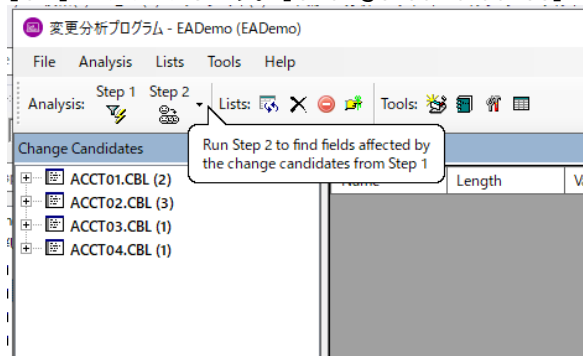 変更分析プログラム - EADemo (EADemo)
File Analysis Lists Tools Help
Analysis: Step 1 Step 2 Lists: Tools:
Change Candidates
Run Step 2 to find fields affected by
the change candidates from Step 1
Name Length
ACCT01.CBL (2)
ACCT02.CBL (3)
ACCT03.CBL (1)
ACCT04.CBL (1)